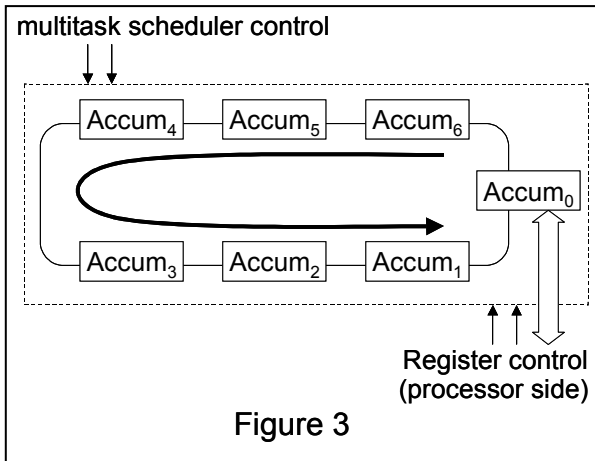 multitask scheduler control
Accum₄ Accum₅ Accum₆
Accum₀
Accum₃ Accum₂ Accum₁
Register control
(processor side)
Figure 3